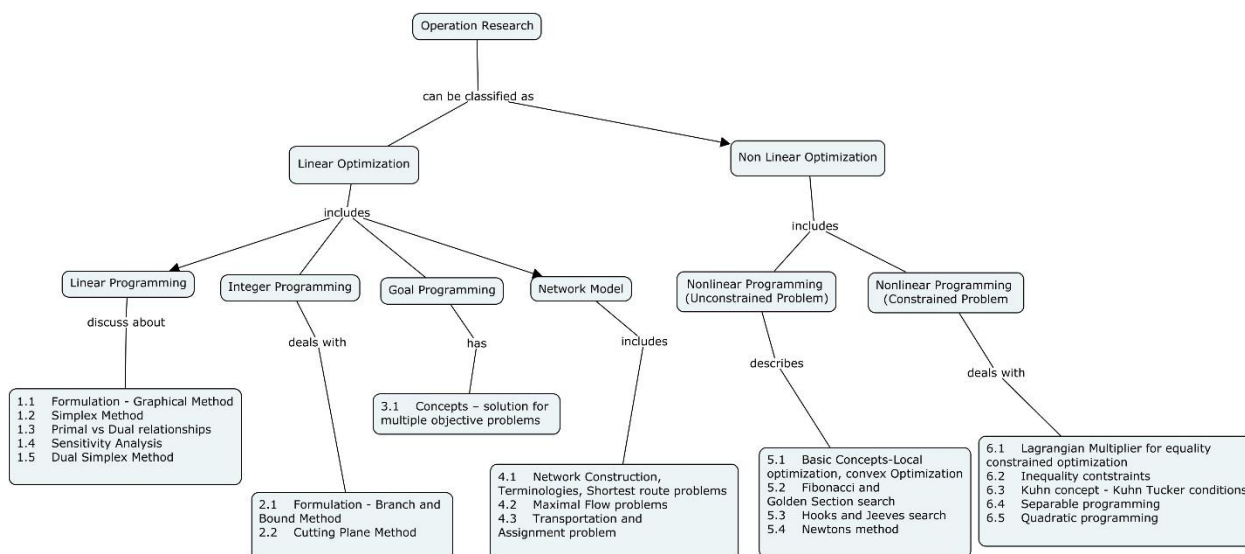 Operation Research
can be classified as
Linear Optimization
Non Linear Optimization
includes
includes
Linear Programming
Integer Programming
Goal Programming
Network Model
Nonlinear Programming
(Unconstrained Problem)
Nonlinear Programming
(Constrained Problem
discuss about
deals with
has
includes
describes
deals with
1.1 Formulation - Graphical Method
1.2 Simplex Method
1.3 Primal vs Dual relationships
1.4 Sensitivity Analysis
1.5 Dual Simplex Method
2.1 Formulation - Branch and
Bound Method
2.2 Cutting Plane Method
3.1 Concepts – solution for
multiple objective problems
4.1 Network Construction,
Terminologies, Shortest route problems
4.2 Maximal Flow problems
4.3 Transportation and
Assignment problem
5.1 Basic Concepts-Local
optimization, convex Optimization
5.2 Fibonacci and
Golden Section search
5.3 Hooks and Jeeves search
5.4 Newtons method
6.1 Lagrangian Multiplier for equality
constrained optimization
6.2 Inequality contstraints
6.3 Kuhn concept - Kuhn Tucker conditions
6.4 Separable programming
6.5 Quadratic programming